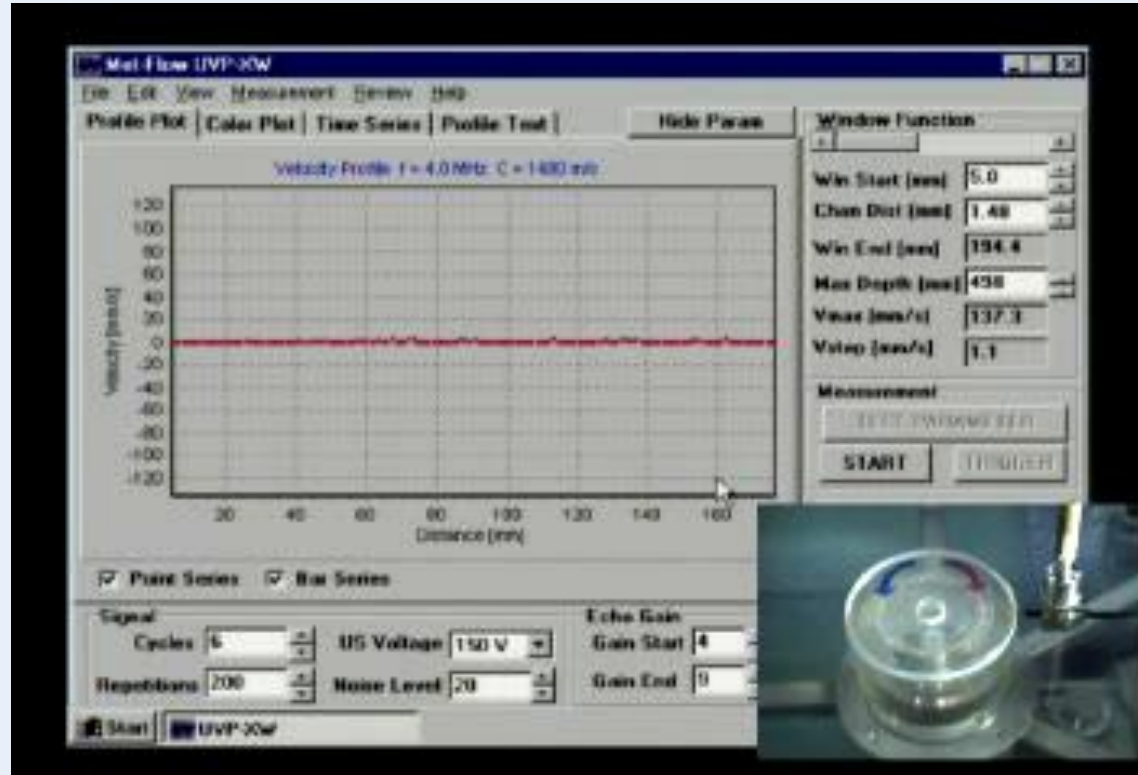 Met-Flow UVP-XW
File Edit View Measurement Review Help
Profile Plot Color Plot Time Series Profile Text Hide Param
Velocity Profile f = 4.0 MHz C = 1480 m/s
Velocity [mm/s]
120
100
80
60
40
20
0
-20
-40
-60
-80
-100
-120
20 40 60 80 100 120 140 160
Distance [mm]
Point Series Bar Series
Window Function
Win Start [mm] 5.0
Chan Dist [mm] 1.48
Win End [mm] 194.4
Max Depth [mm] 498
Vmax [mm/s] 137.3
Vstep [mm/s] 1.1
Measurement
START TRIGGER
Signal
Cycles 6 US Voltage 150 V
Repetitions 200 Noise Level 20
Echo Gain
Gain Start 4
Gain End 9
Start UVP-XW